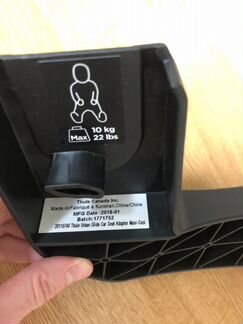 Max
10 kg
22 lbs
Thule Canada Inc.
Made in/Fabriqué à Kunshan, China/Chine
MFG Date :2018-01
Batch:1771752
20110740 Thule Urban Glide Car Seat Adapter Maxi-Cosi